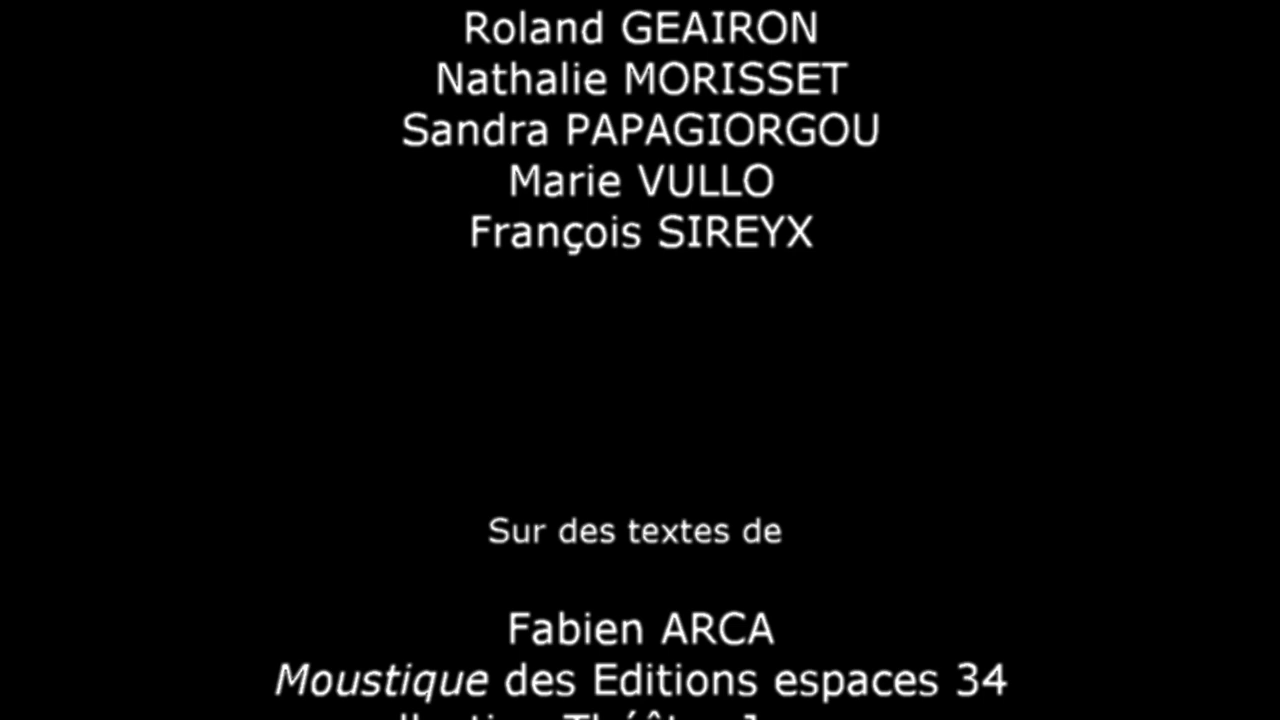 Roland GEAIRON
Nathalie MORISSET
Sandra PAPAGIORGOU
Marie VULLO
François SIREYX
Sur des textes de
Fabien ARCA
Moustique des Editions espaces 34